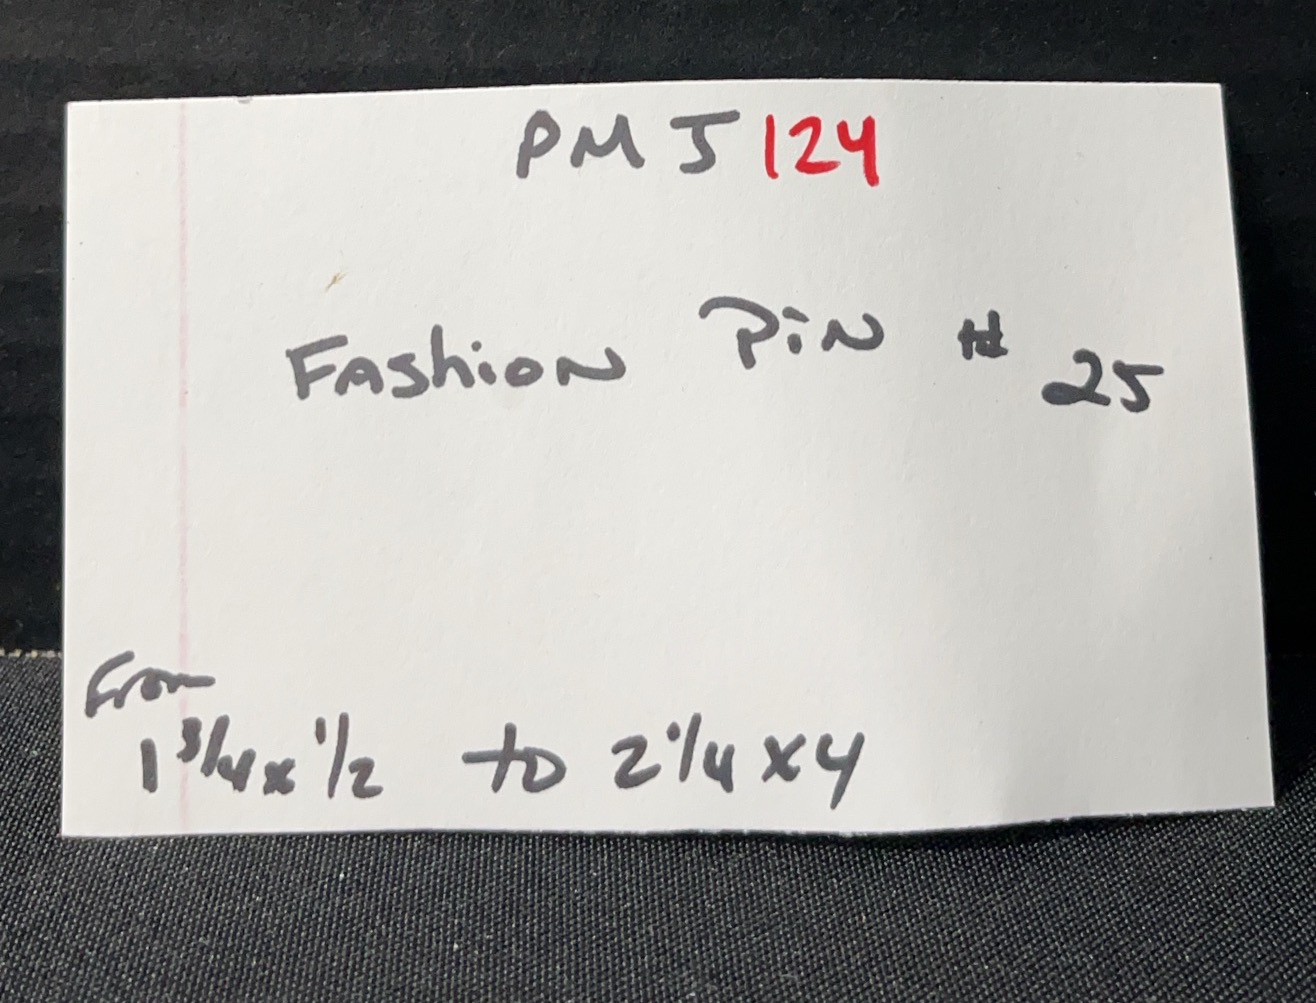 PMJ 124
Fashion Pin # 25
From
1 3/4 x 1/2 to 2 1/4 x 4